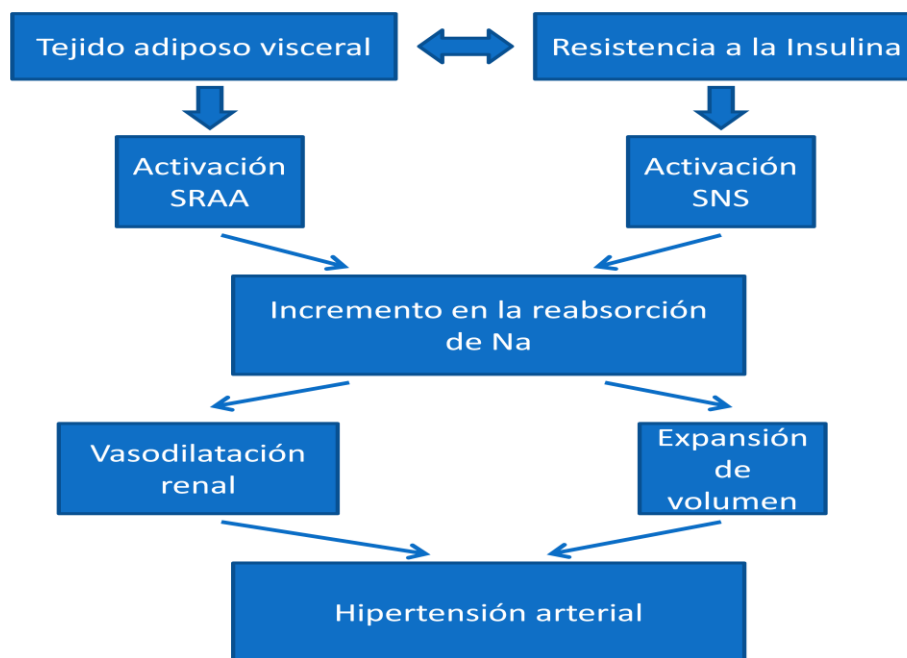 Tejido adiposo visceral
Resistencia a la Insulina
Activación
SRAA
Activación
SNS
Incremento en la reabsorción
de Na
Vasodilatación
renal
Expansión
de
volumen
Hipertensión arterial